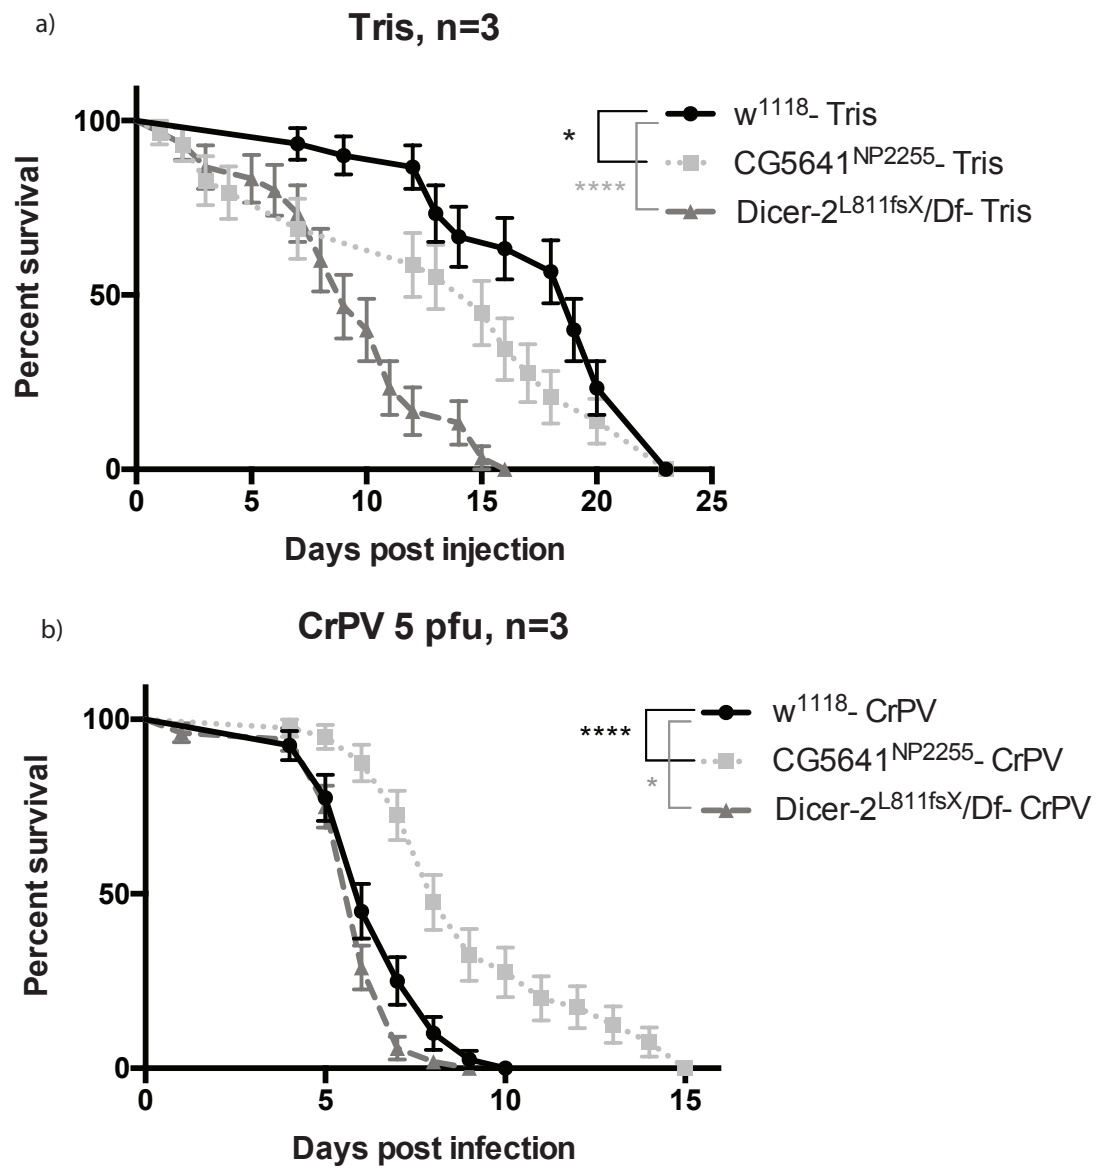 a)
Tris, n=3
Percent survival
100
50
0
0 5 10 15 20 25
Days post injection
* w¹¹¹⁸- Tris
CG5641ᴺᴾ²²⁵⁵- Tris
****
Dicer-2ᴸ⁸¹¹ᶠˢˣ/Df- Tris
b)
CrPV 5 pfu, n=3
Percent survival
100
50
0
0 5 10 15
Days post infection
w¹¹¹⁸- CrPV
****
CG5641ᴺᴾ²²⁵⁵- CrPV
*
Dicer-2ᴸ⁸¹¹ᶠˢˣ/Df- CrPV